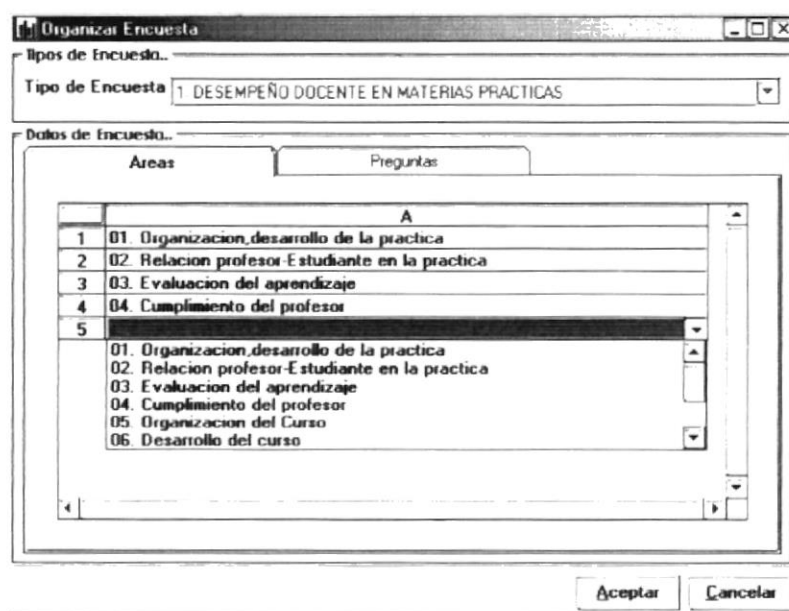 Organizar Encuesta
Tipos de Encuesta..
Tipo de Encuesta 1 DESEMPEÑO DOCENTE EN MATERIAS PRACTICAS
Datos de Encuesta..
Areas Preguntas
A
1 01. Organizacion,desarrollo de la practica
2 02. Relacion profesor-Estudiante en la practica
3 03. Evaluacion del aprendizaje
4 04. Cumplimiento del profesor
5
01. Organizacion,desarrollo de la practica
02. Relacion profesor-Estudiante en la practica
03. Evaluacion del aprendizaje
04. Cumplimiento del profesor
05. Organizacion del Curso
06. Desarrollo del curso
Aceptar Cancelar